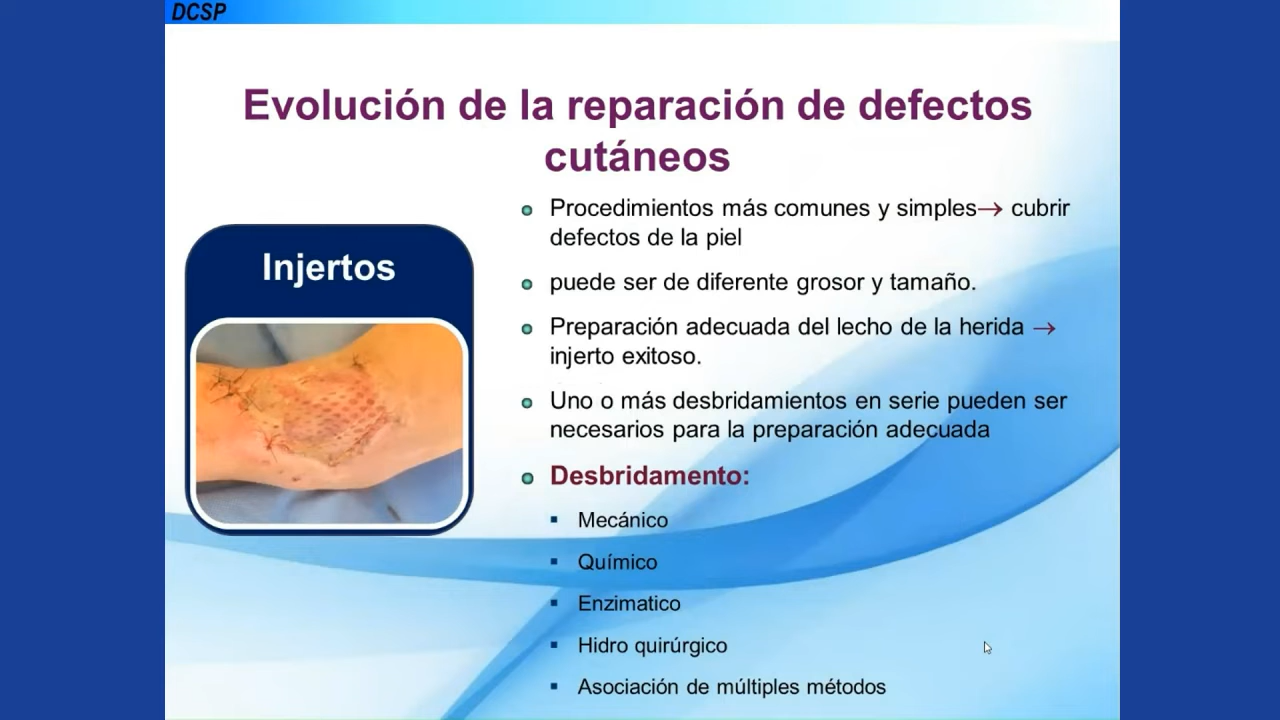 DCSP
Evolución de la reparación de defectos
cutáneos
Injertos
Procedimientos más comunes y simples→ cubrir
defectos de la piel
puede ser de diferente grosor y tamaño.
Preparación adecuada del lecho de la herida →
injerto exitoso.
Uno o más desbridamientos en serie pueden ser
necesarios para la preparación adecuada
Desbridamento:
Mecánico
Químico
Enzimatico
Hidro quirúrgico
Asociación de múltiples métodos